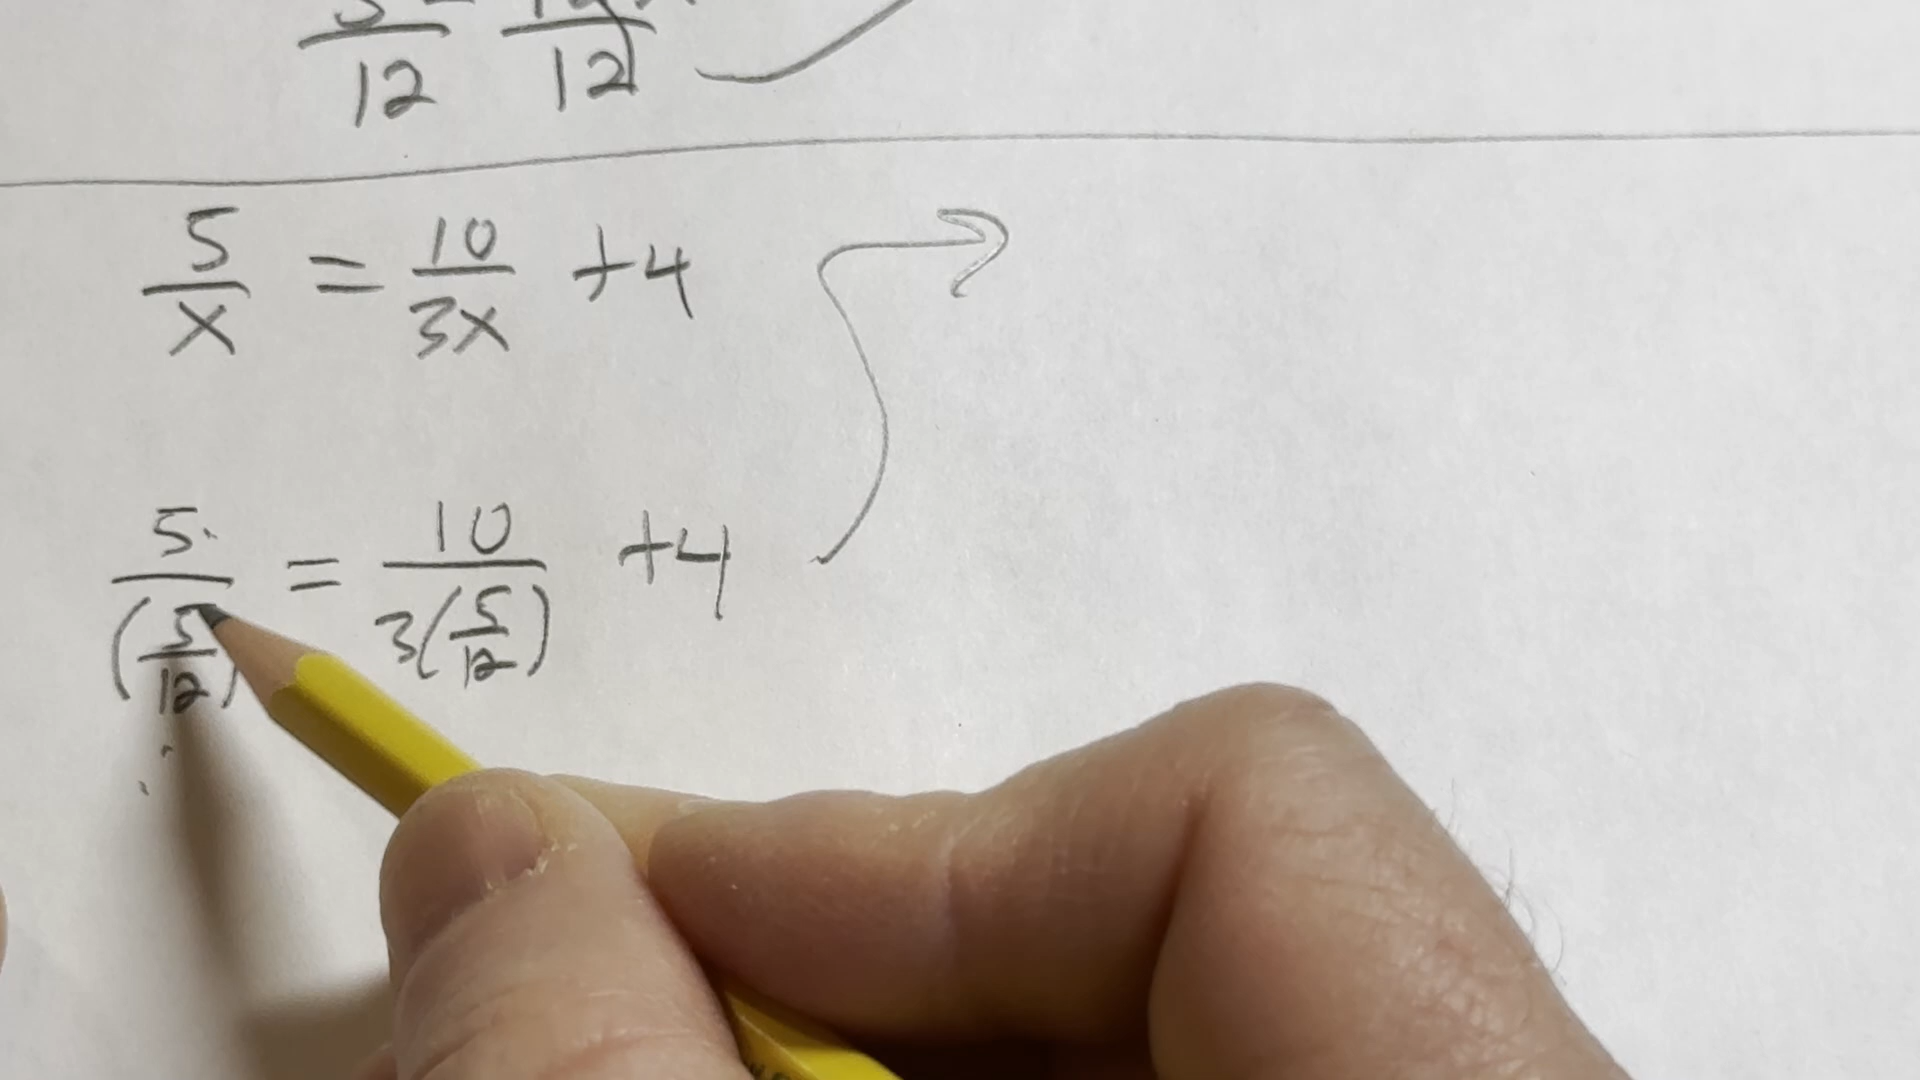 12 12
5/x = 10/3x +4
5/(5/12) = 10/3(5/12) +4